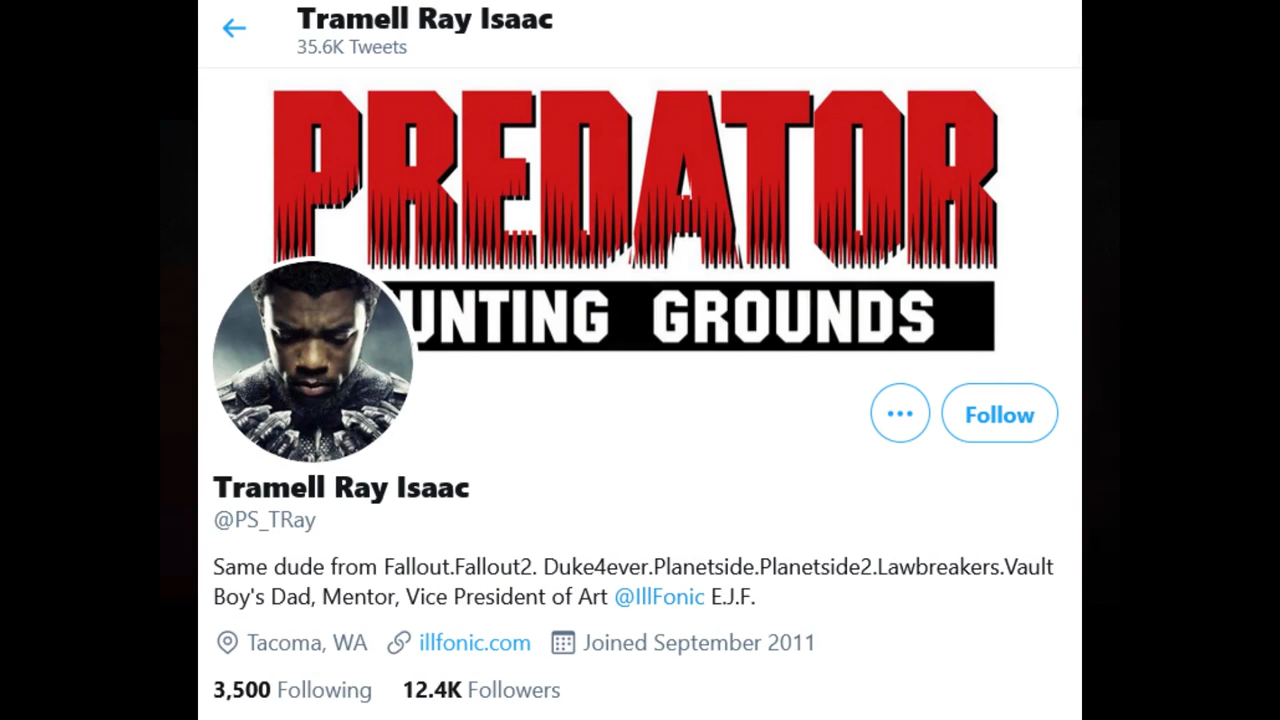 Tramell Ray Isaac
35.6K Tweets
PREDATOR
UNTING GROUNDS
Follow
Tramell Ray Isaac
@PS_TRay
Same dude from Fallout.Fallout2. Duke4ever.Planetside.Planetside2.Lawbreakers.Vault
Boy's Dad, Mentor, Vice President of Art @IllFonic E.J.F.
Tacoma, WA illfonic.com Joined September 2011
3,500 Following 12.4K Followers